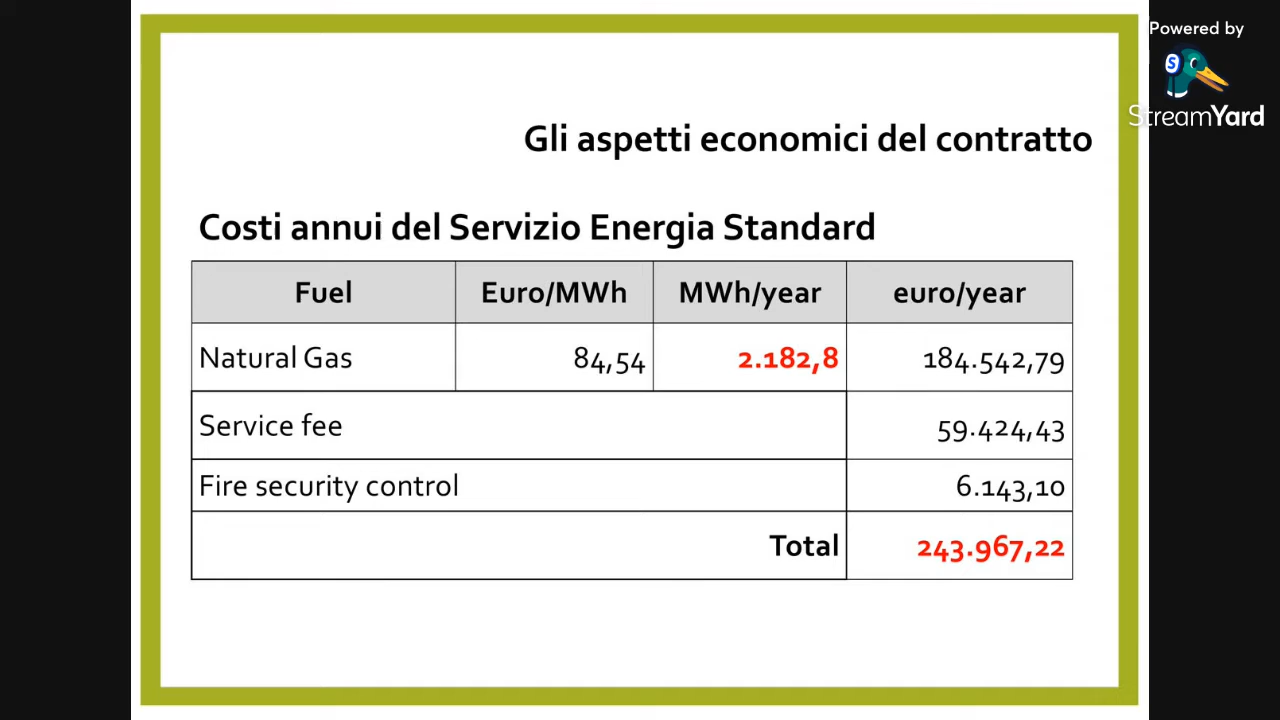 Powered by
StreamYard
Gli aspetti economici del contratto
Costi annui del Servizio Energia Standard
Fuel Euro/MWh MWh/year euro/year
Natural Gas 84,54 2.182,8 184.542,79
Service fee 59.424,43
Fire security control 6.143,10
Total 243.967,22